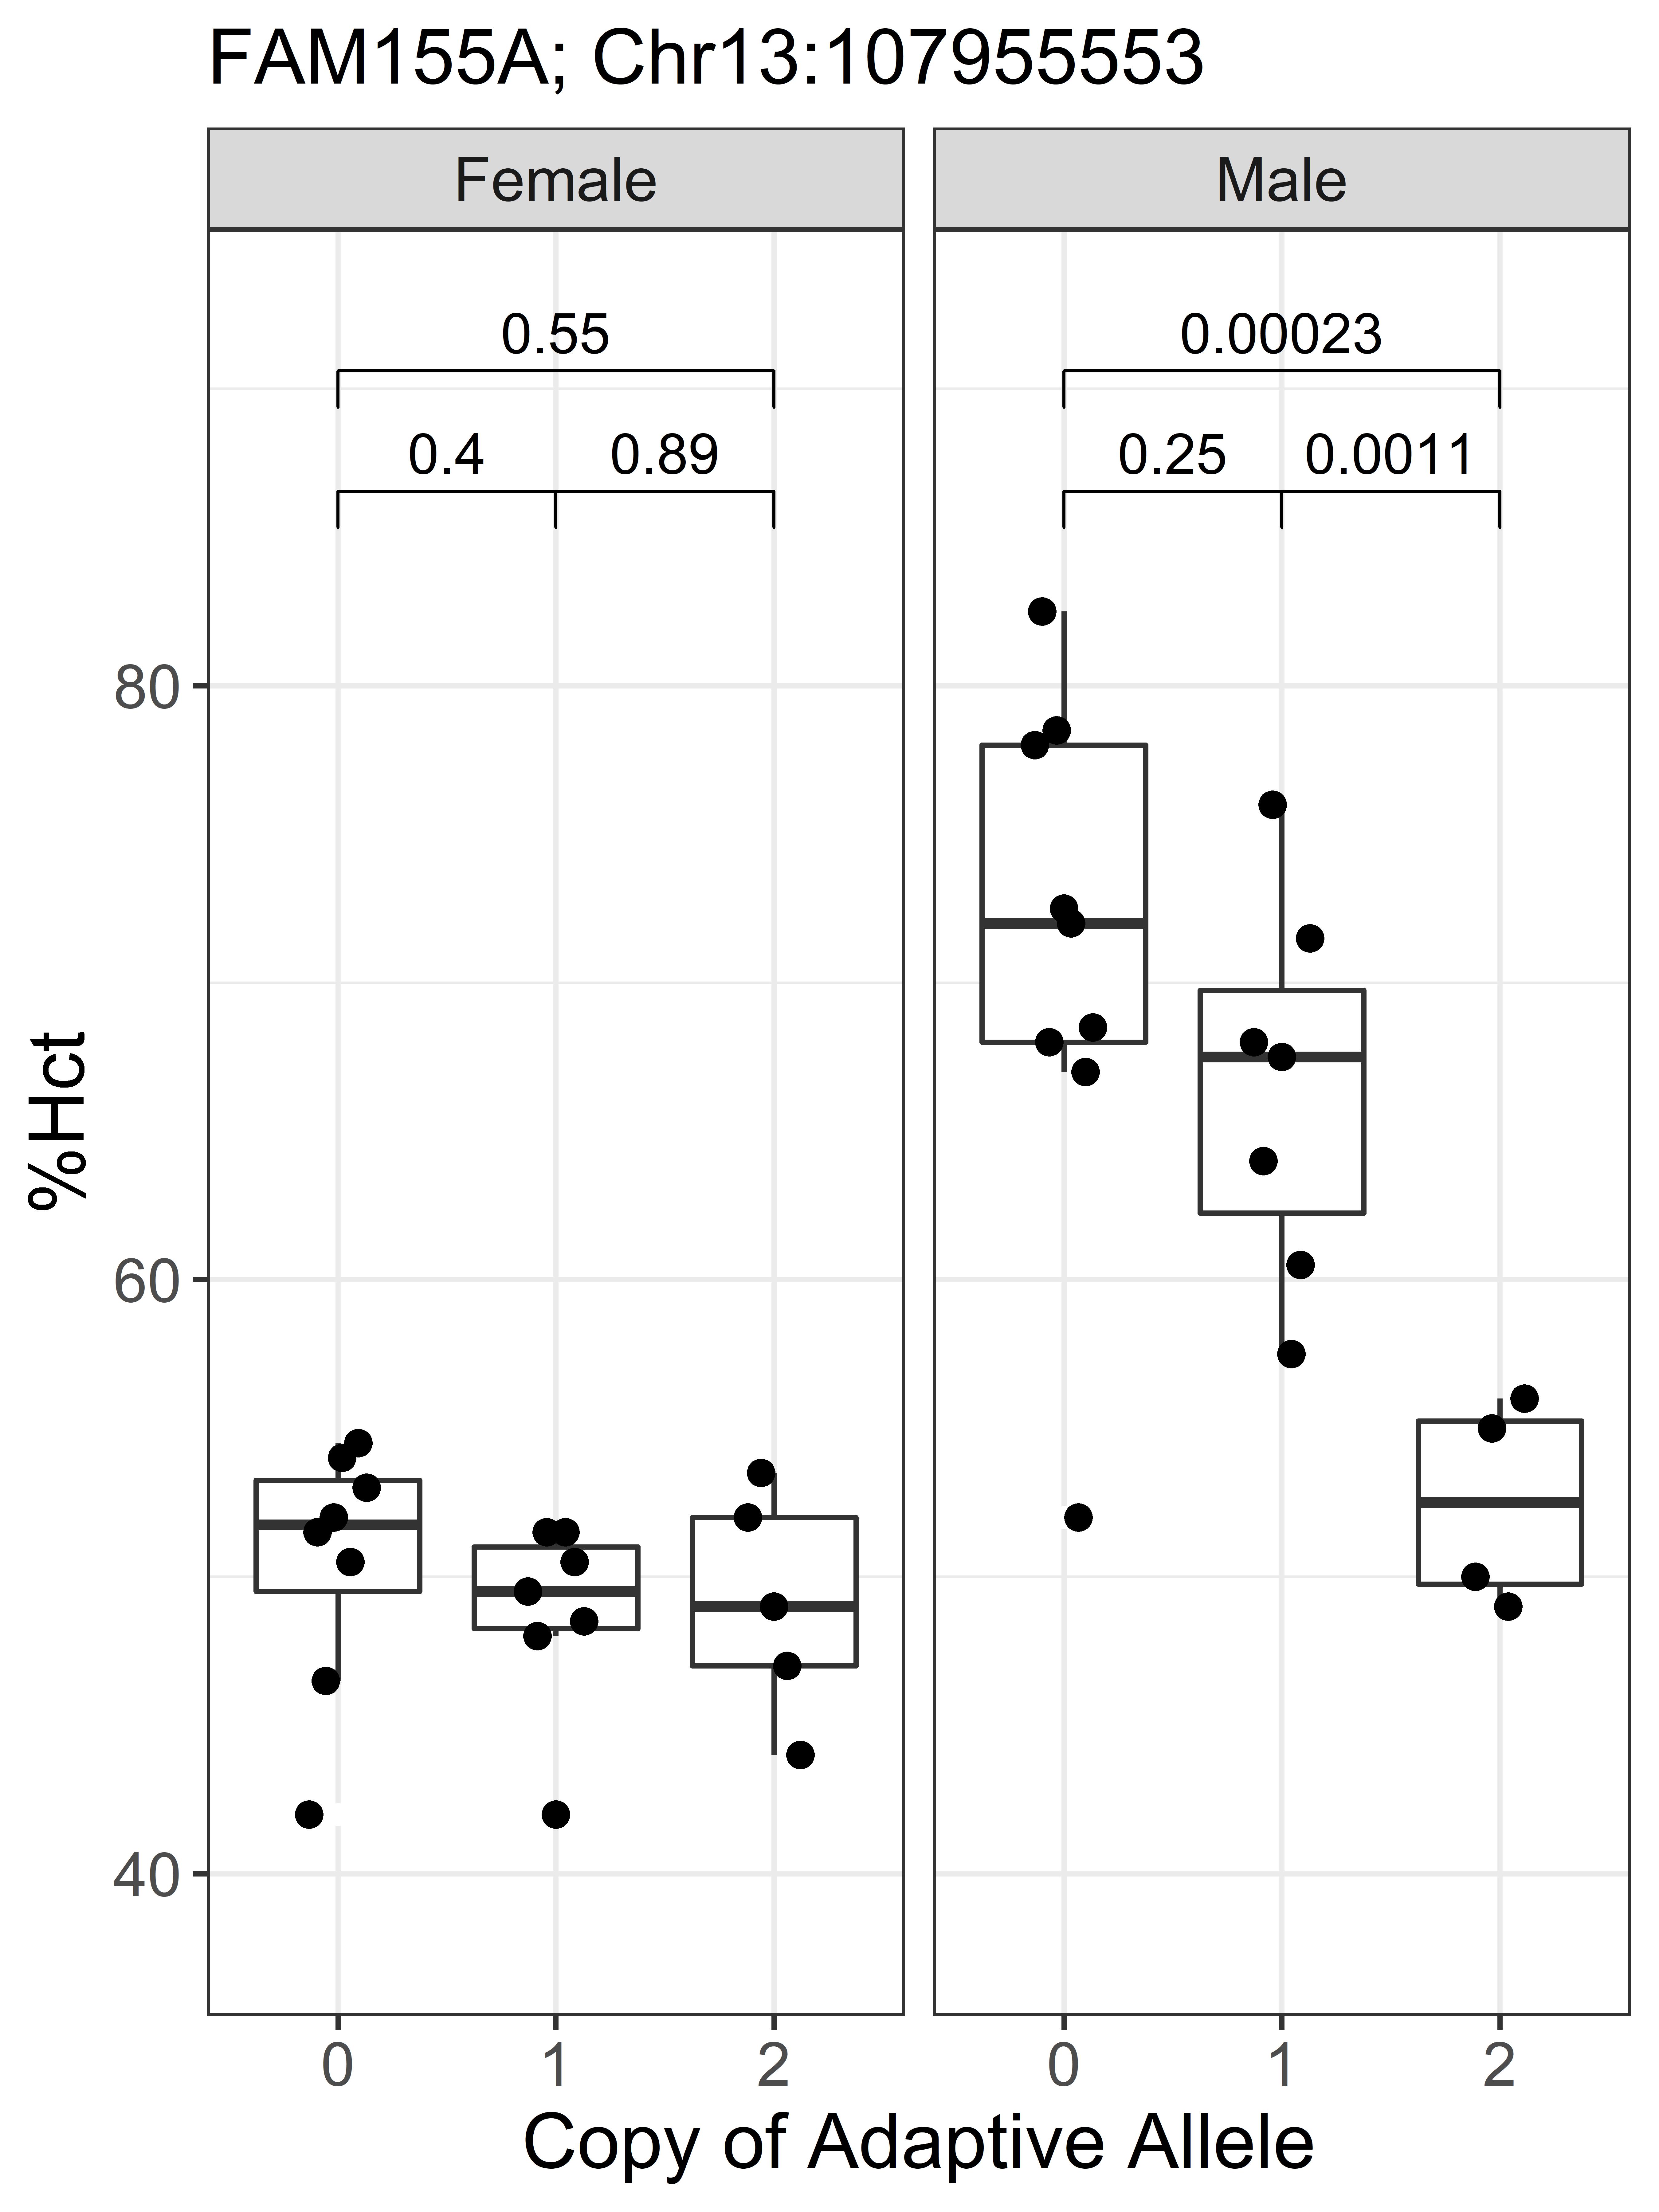 FAM155A; Chr13:107955553
Female Male
0.55 0.00023
0.4 0.89 0.25 0.0011
80
60
40
%Hct
0 1 2 0 1 2
Copy of Adaptive Allele